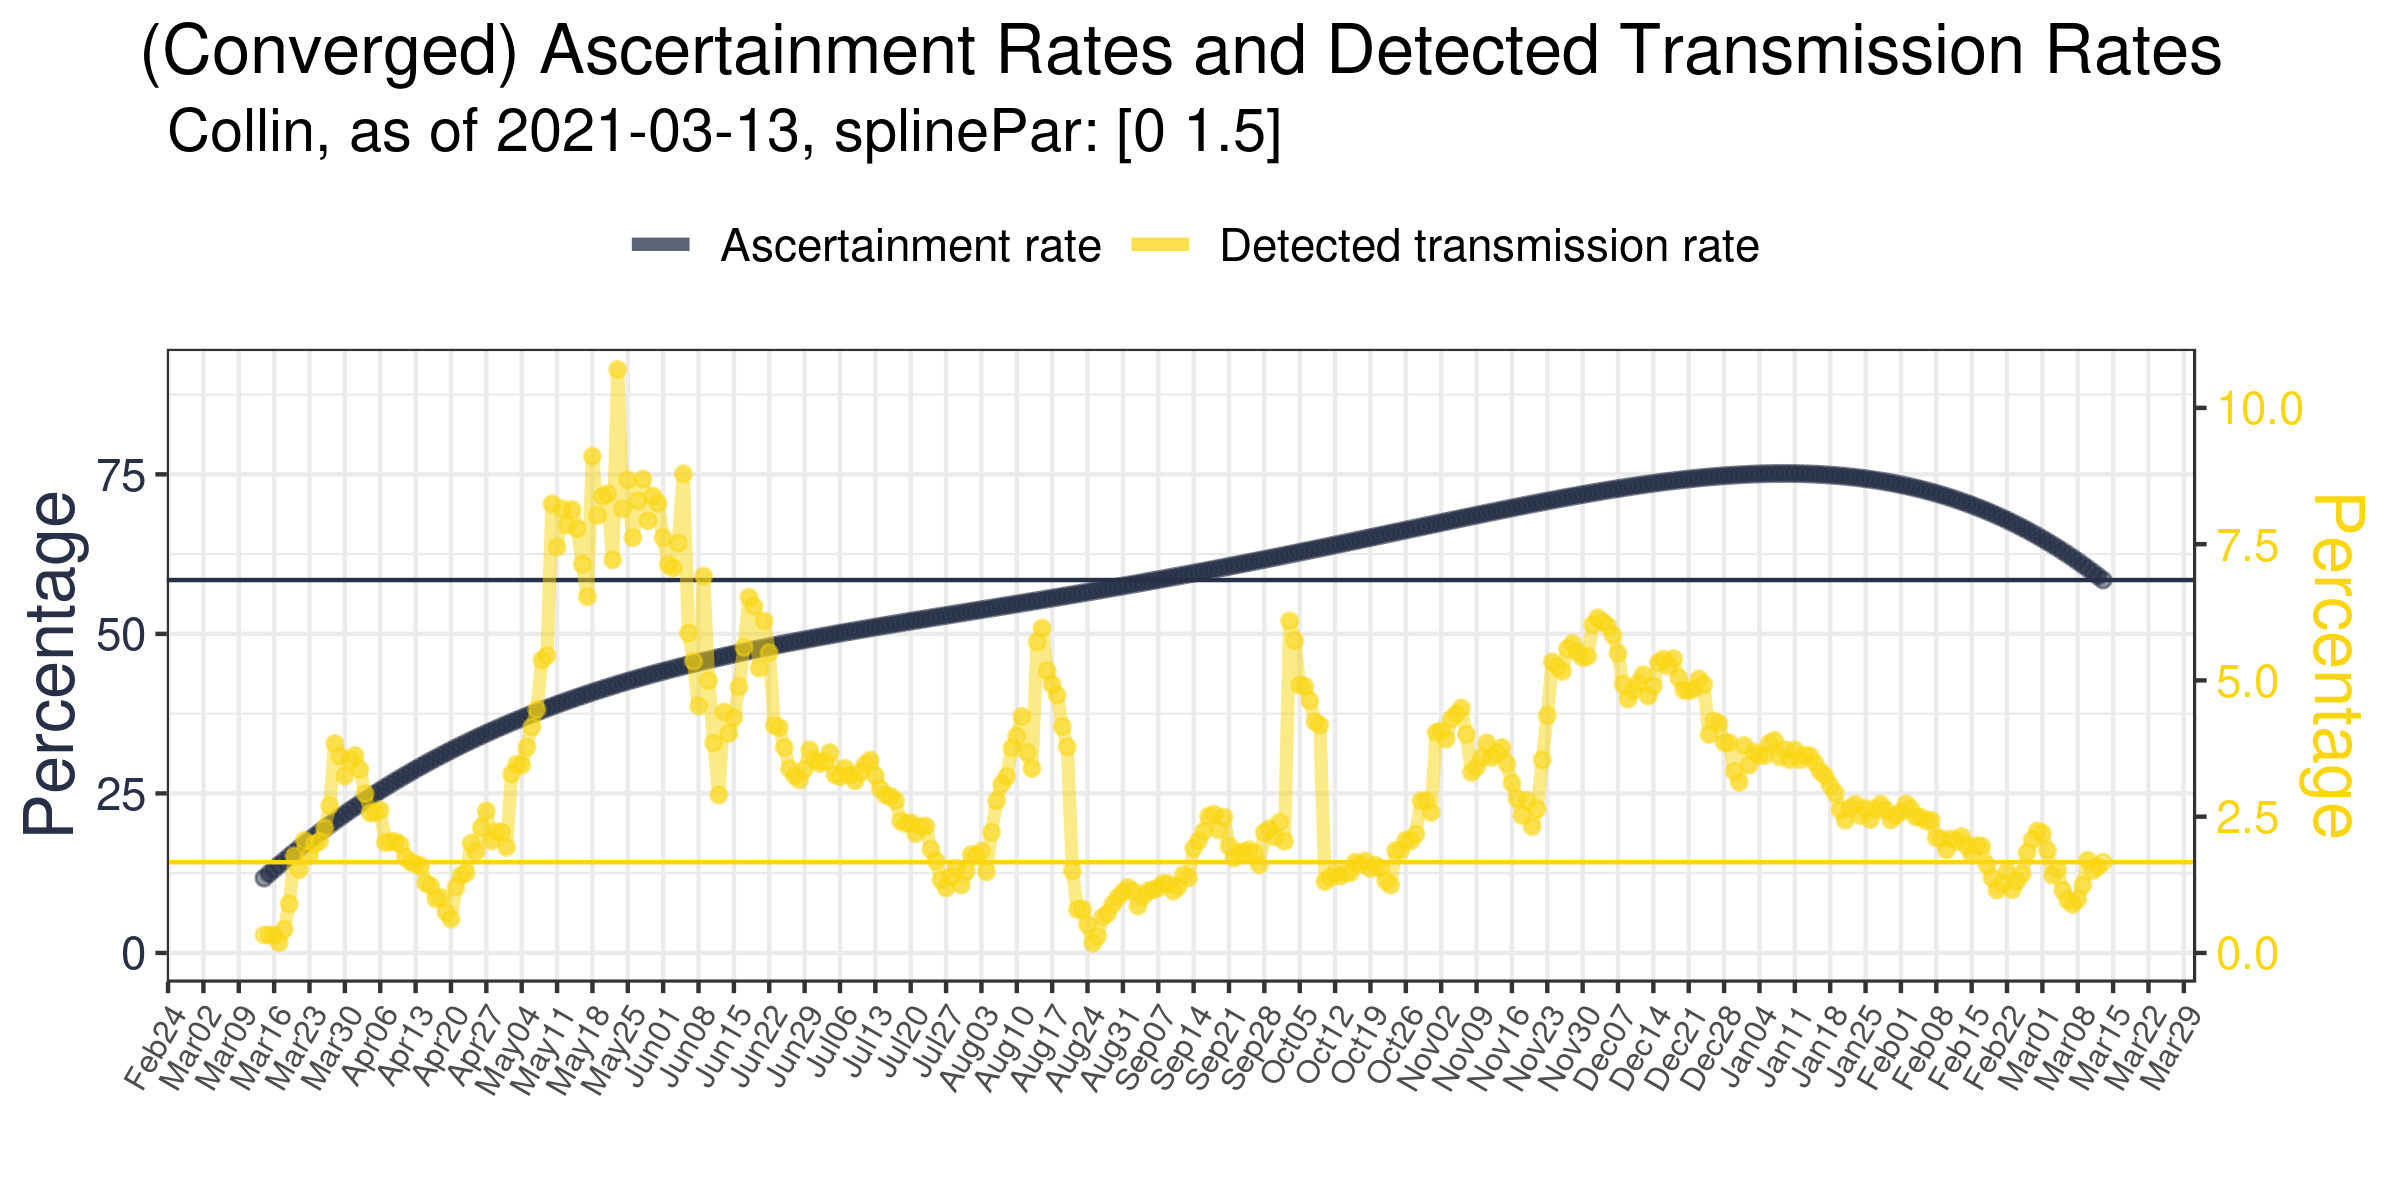 (Converged) Ascertainment Rates and Detected Transmission Rates
Collin, as of 2021-03-13, splinePar: [0 1.5]
Ascertainment rate
Detected transmission rate
Percentage
75
50
25
0
10.0
7.5
5.0
2.5
0.0
Percentage
Feb24
Mar02
Mar09
Mar16
Mar23
Mar30
Apr06
Apr13
Apr20
Apr27
May04
May11
May18
May25
Jun01
Jun08
Jun15
Jun22
Jun29
Jul06
Jul13
Jul20
Jul27
Aug03
Aug10
Aug17
Aug24
Aug31
Sep07
Sep14
Sep21
Sep28
Oct05
Oct12
Oct19
Oct26
Nov02
Nov09
Nov16
Nov23
Nov30
Dec07
Dec14
Dec21
Dec28
Jan04
Jan11
Jan18
Jan25
Feb01
Feb08
Feb15
Feb22
Mar01
Mar08
Mar15
Mar22
Mar29